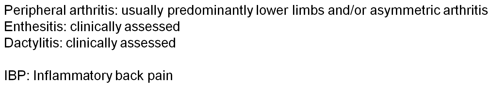 Peripheral arthritis: usually predominantly lower limbs and/or asymmetric arthritis
Enthesitis: clinically assessed
Dactylitis: clinically assessed
IBP: Inflammatory back pain